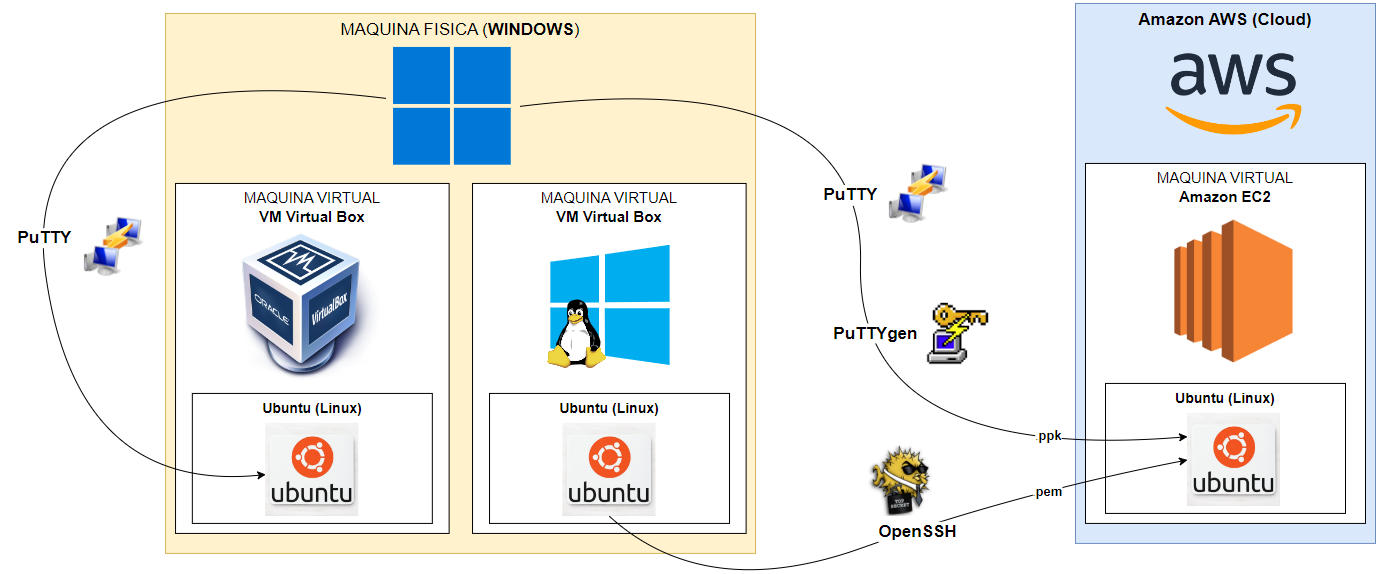 MAQUINA FISICA (WINDOWS)
PuTTY
MAQUINA VIRTUAL
VM Virtual Box
ORACLE
VirtualBox
Ubuntu (Linux)
ubuntu
MAQUINA VIRTUAL
VM Virtual Box
Ubuntu (Linux)
ubuntu
PuTTY
PuTTYgen
ppk
TOP
SECRET
OpenSSH
pem
Amazon AWS (Cloud)
aws
MAQUINA VIRTUAL
Amazon EC2
Ubuntu (Linux)
ubuntu